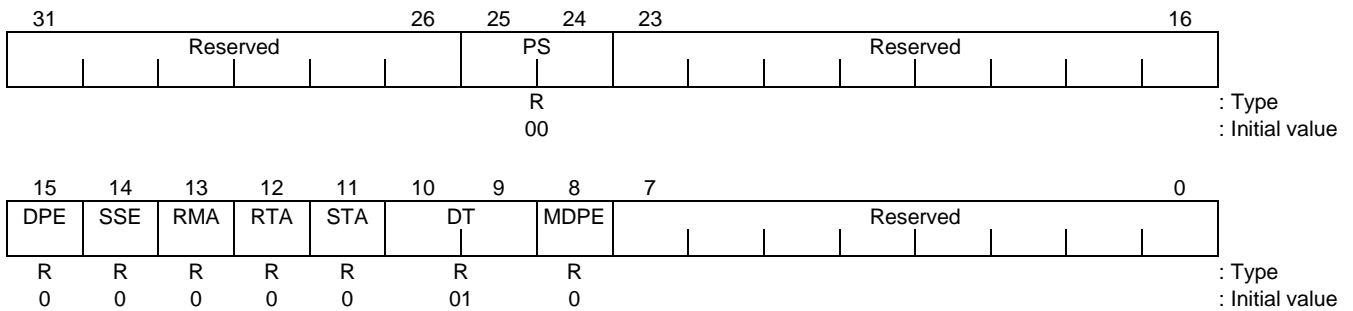 31 26 25 24 23 16
Reserved PS Reserved
R : Type
00 : Initial value
15 14 13 12 11 10 9 8 7 0
DPE SSE RMA RTA STA DT MDPE Reserved
R R R R R R R : Type
0 0 0 0 0 01 0 : Initial value